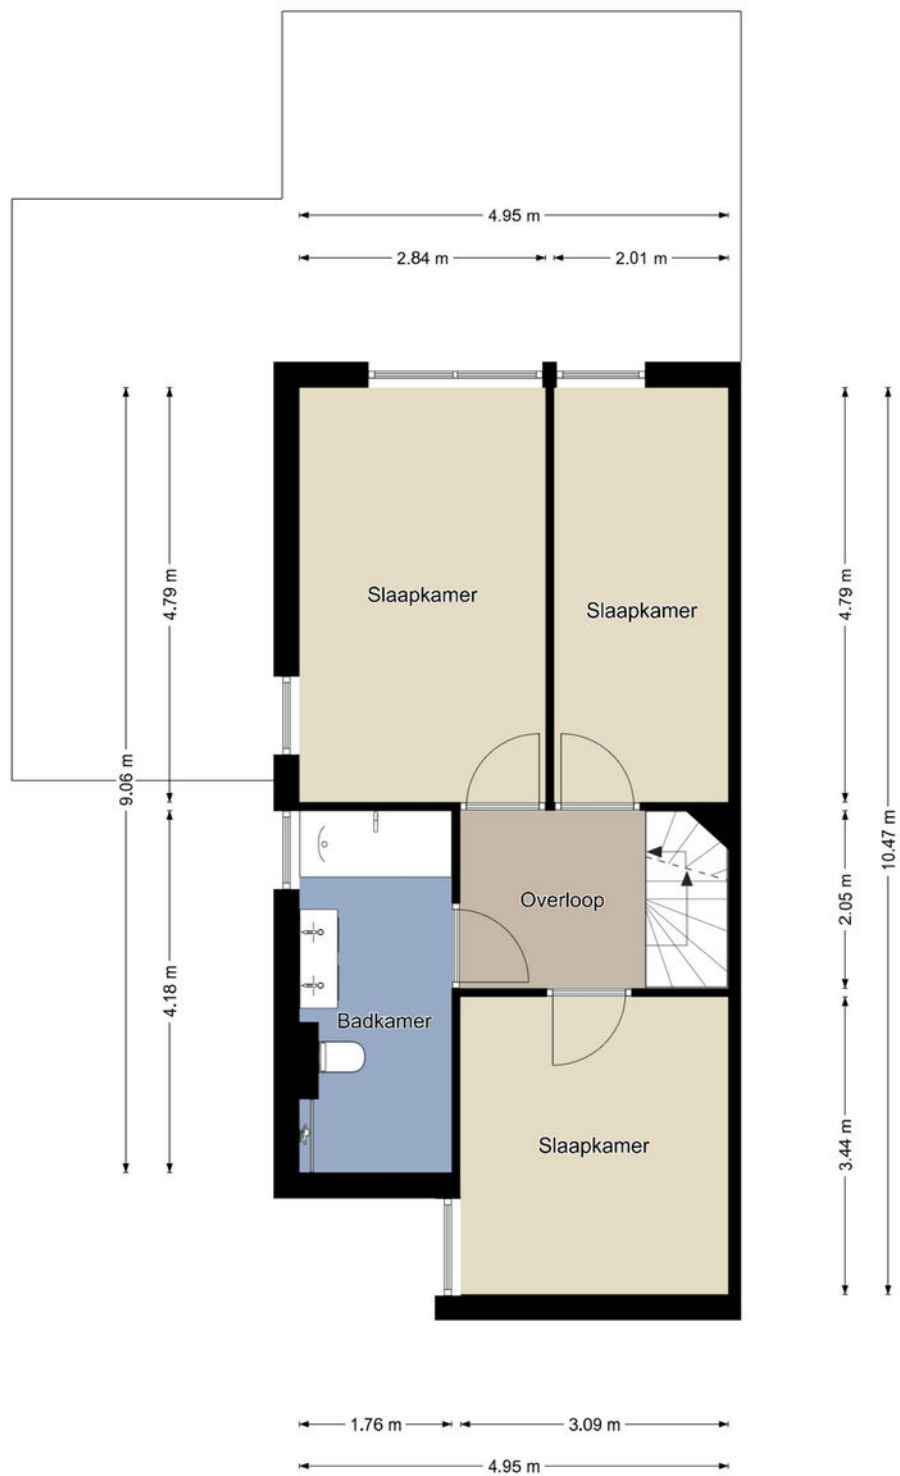 4.95 m
2.84 m
2.01 m
4.79 m
4.79 m
9.06 m
10.47 m
Slaapkamer
Slaapkamer
2.05 m
Overloop
4.18 m
Badkamer
3.44 m
Slaapkamer
1.76 m
3.09 m
4.95 m